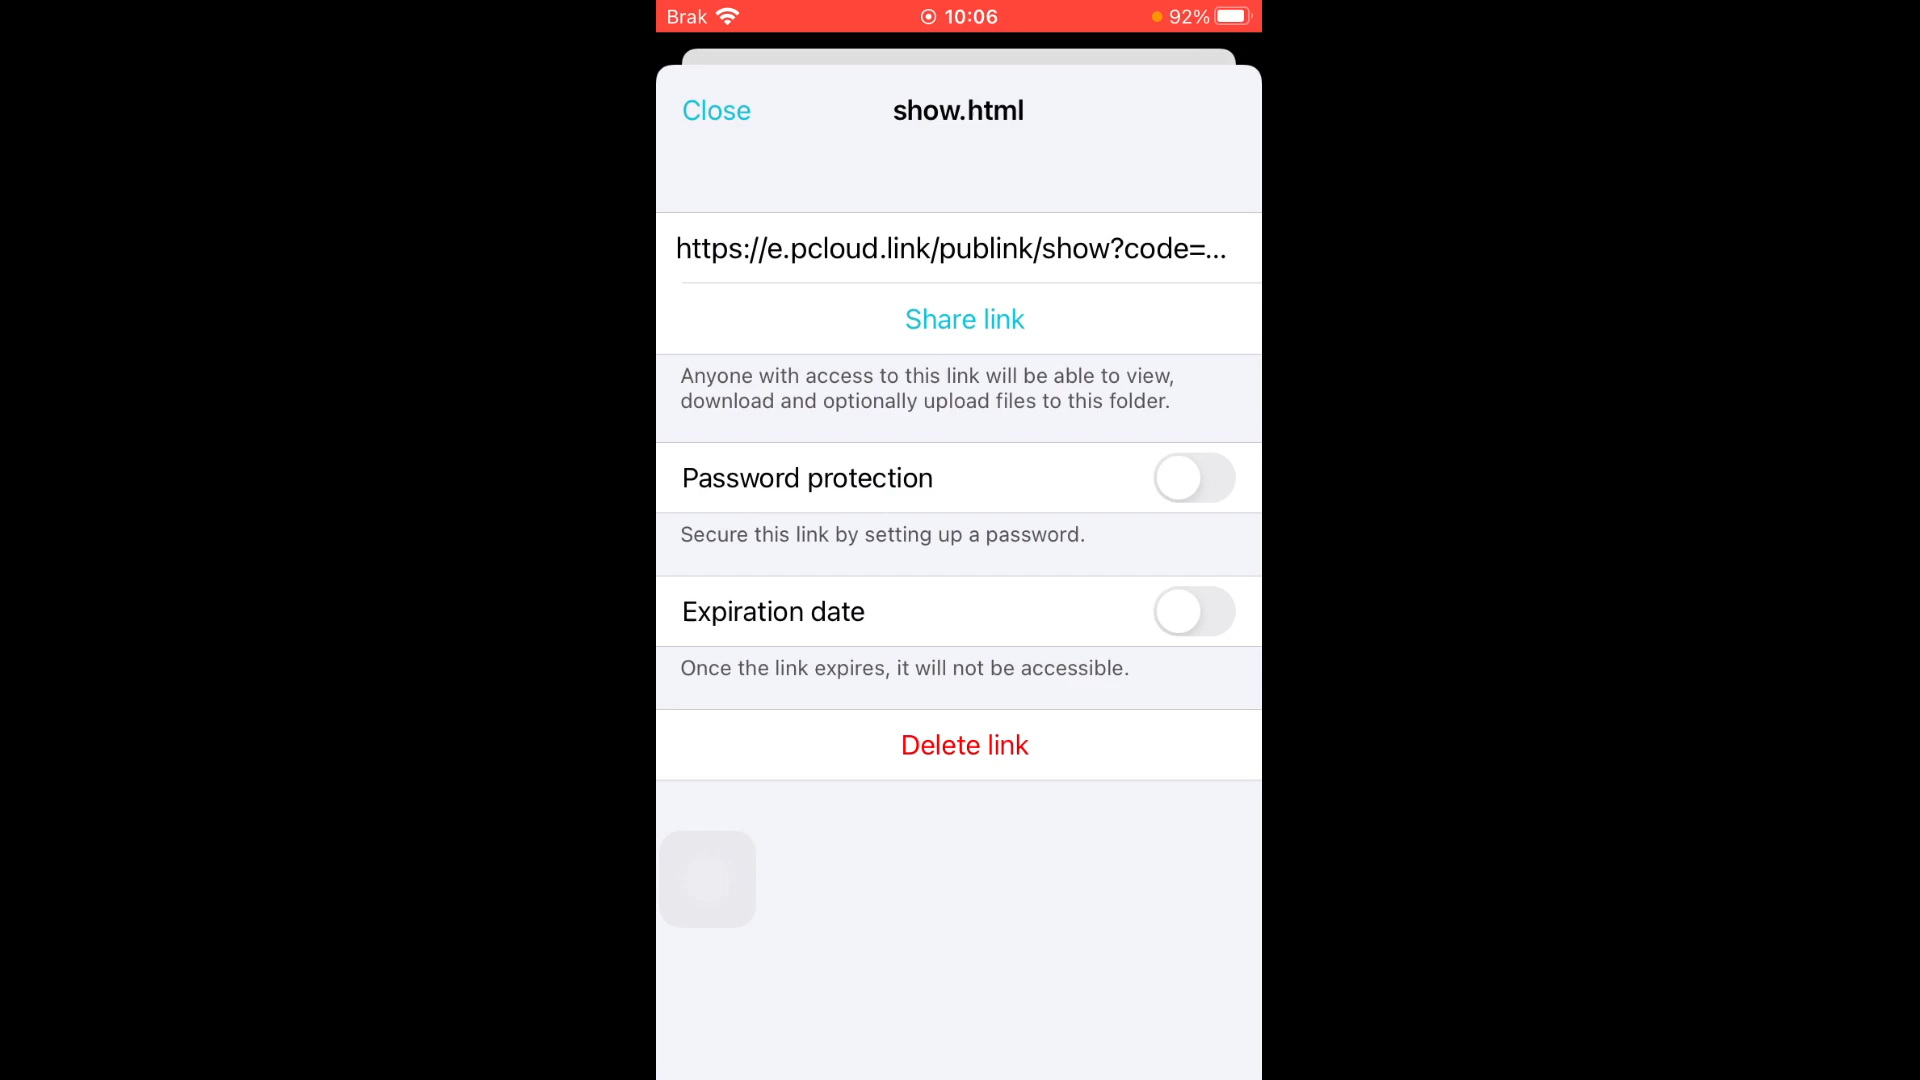 Brak 10:06 92%
Close show.html
https://e.pcloud.link/publink/show?code=...
Share link
Anyone with access to this link will be able to view,
download and optionally upload files to this folder.
Password protection
Secure this link by setting up a password.
Expiration date
Once the link expires, it will not be accessible.
Delete link